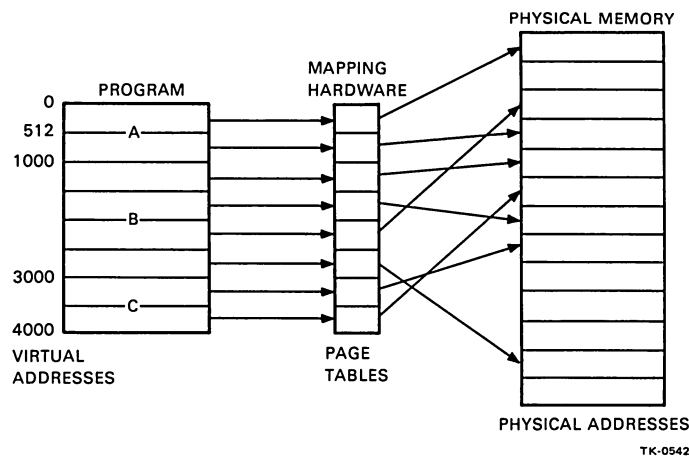 PHYSICAL MEMORY
MAPPING
HARDWARE
PROGRAM
0
512
A
1000
B
3000
C
4000
VIRTUAL
ADDRESSES
PAGE
TABLES
PHYSICAL ADDRESSES
TK-0542